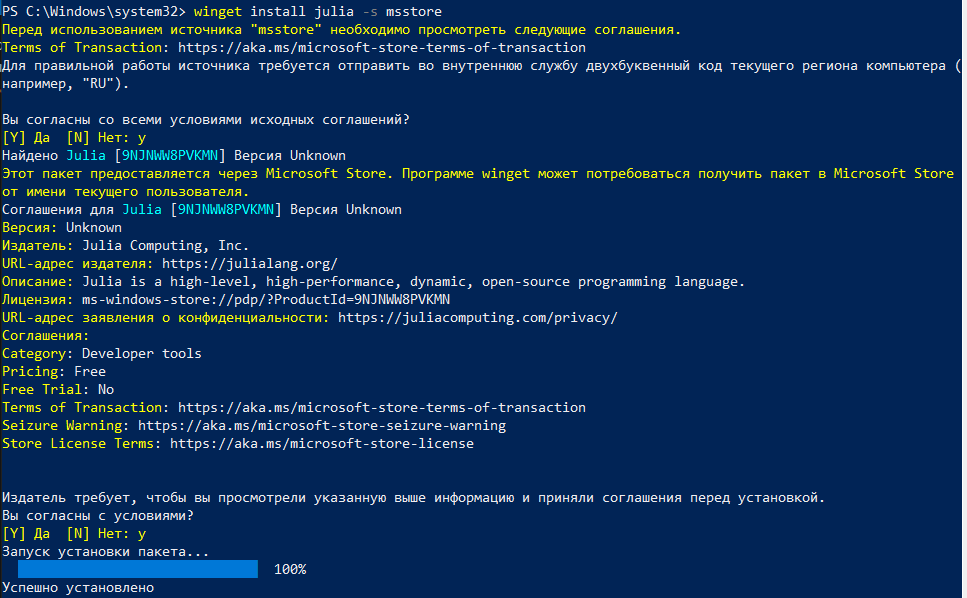 PS C:\Windows\system32> winget install julia -s msstore
Перед использованием источника "msstore" необходимо просмотреть следующие соглашения.
Terms of Transaction: https://aka.ms/microsoft-store-terms-of-transaction
Для правильной работы источника требуется отправить во внутреннюю службу двухбуквенный код текущего региона компьютера (
например, "RU").
Вы согласны со всеми условиями исходных соглашений?
[Y] Да  [N] Нет: y
Найдено Julia [9NJNWW8PVKMN] Версия Unknown
Этот пакет предоставляется через Microsoft Store. Программе winget может потребоваться получить пакет в Microsoft Store
от имени текущего пользователя.
Соглашения для Julia [9NJNWW8PVKMN] Версия Unknown
Версия: Unknown
Издатель: Julia Computing, Inc.
URL-адрес издателя: https://julialang.org/
Описание: Julia is a high-level, high-performance, dynamic, open-source programming language.
Лицензия: ms-windows-store://pdp/?ProductId=9NJNWW8PVKMN
URL-адрес заявления о конфиденциальности: https://juliacomputing.com/privacy/
Соглашения:
Category: Developer tools
Pricing: Free
Free Trial: No
Terms of Transaction: https://aka.ms/microsoft-store-terms-of-transaction
Seizure Warning: https://aka.ms/microsoft-store-seizure-warning
Store License Terms: https://aka.ms/microsoft-store-license
Издатель требует, чтобы вы просмотрели указанную выше информацию и приняли соглашения перед установкой.
Вы согласны с условиями?
[Y] Да  [N] Нет: y
Запуск установки пакета...
100%
Успешно установлено